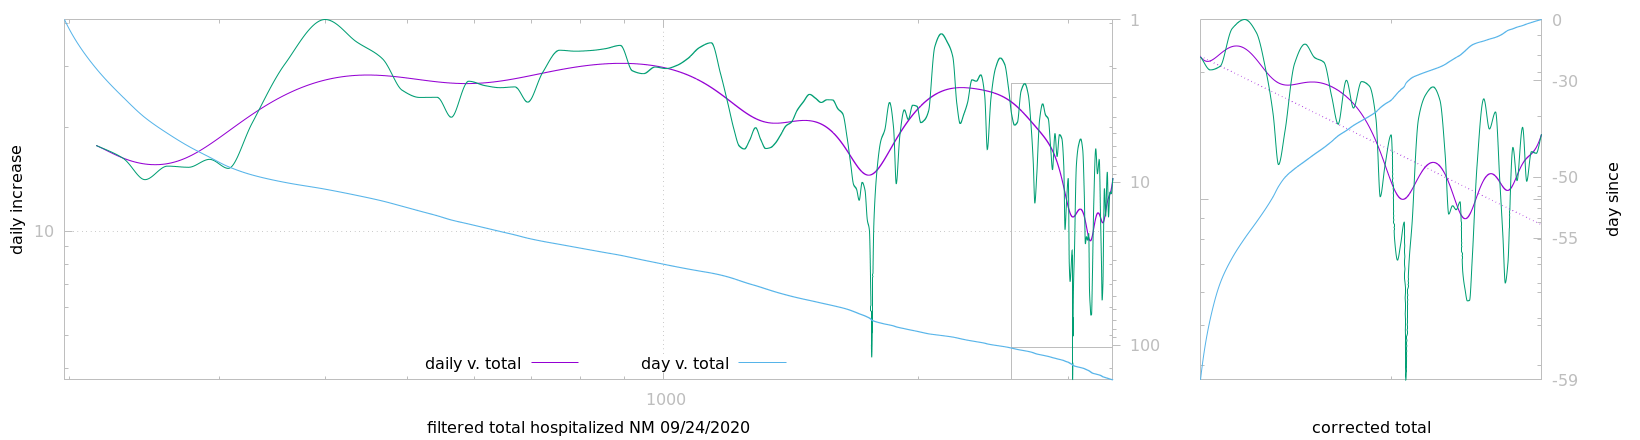 1
0
-30
10
-50
10
-55
daily increase
day since
100
daily v. total
day v. total
-59
1000
filtered total hospitalized NM 09/24/2020
corrected total